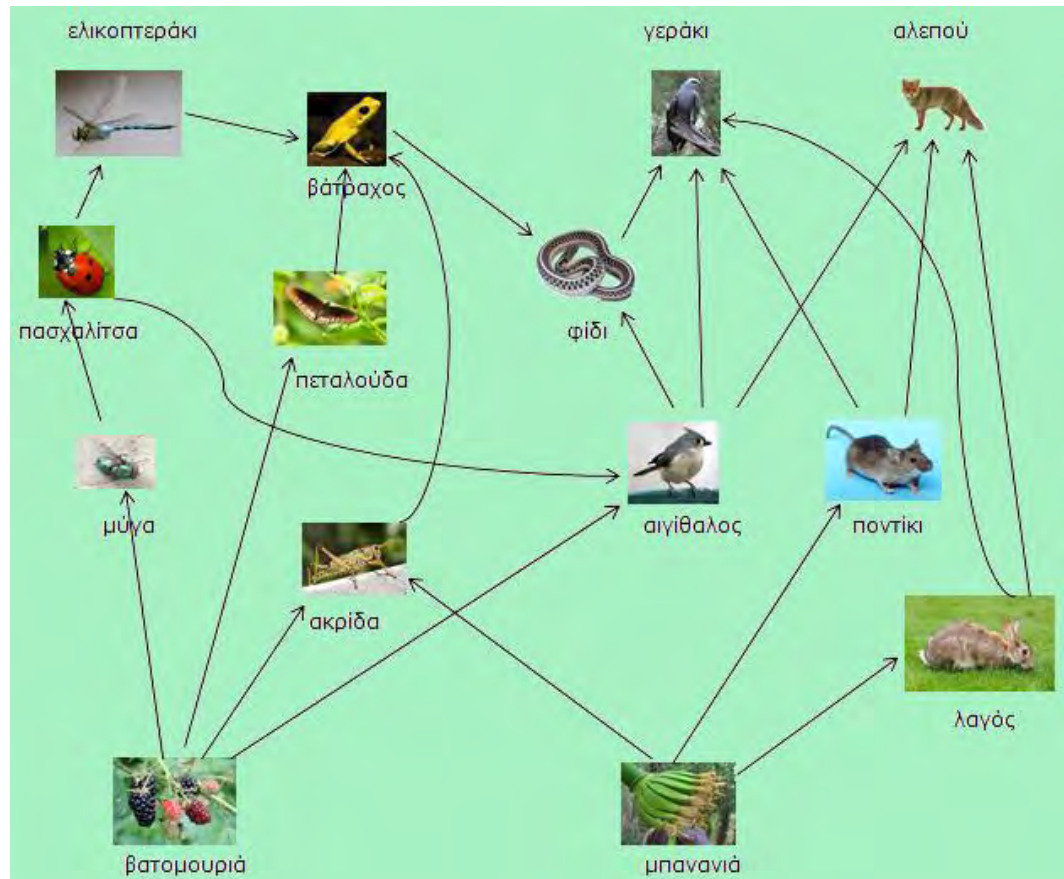 ελικοπτεράκι
γεράκι
αλεπού
βάτραχος
πασχαλίτσα
φίδι
πεταλούδα
μύγα
αιγίθαλος
ποντίκι
ακρίδα
λαγός
βατομουριά
μπανανιά